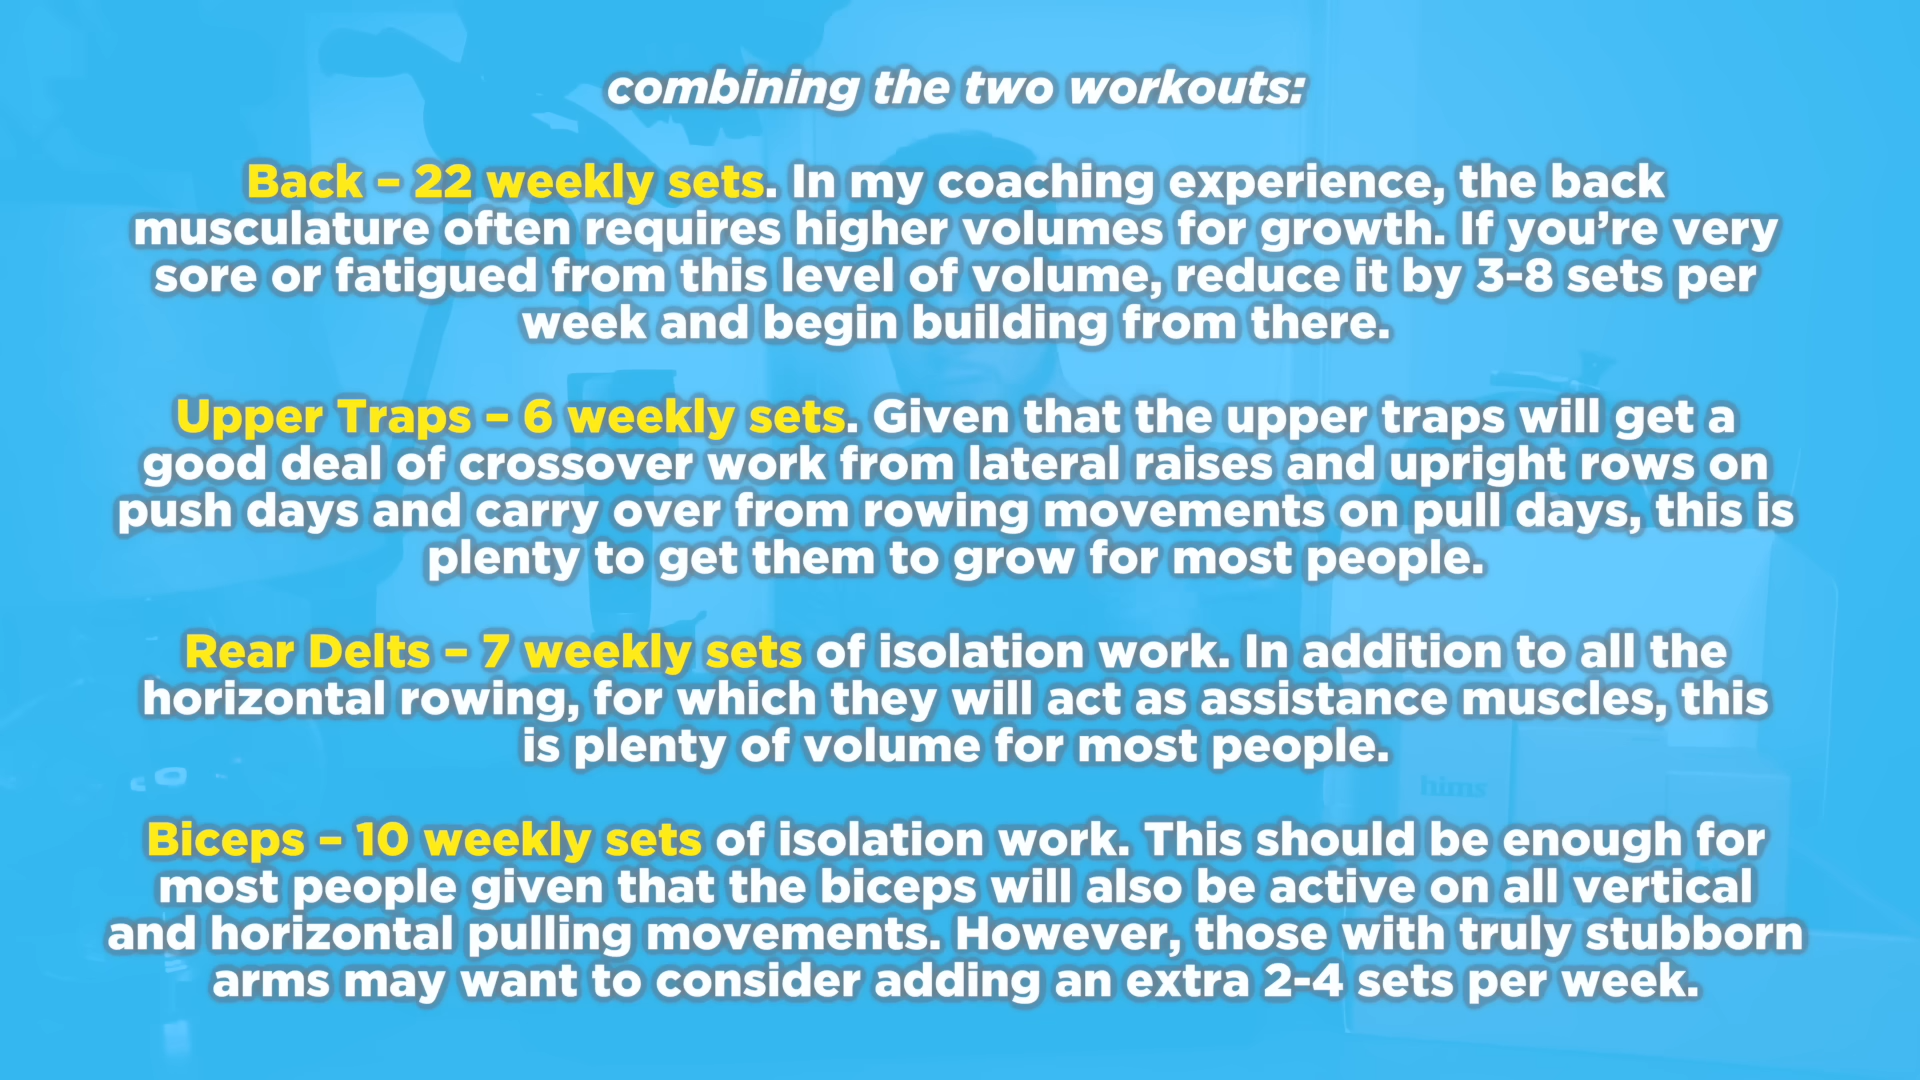 combining the two workouts:
Back – 22 weekly sets. In my coaching experience, the back
musculature often requires higher volumes for growth. If you’re very
sore or fatigued from this level of volume, reduce it by 3-8 sets per
week and begin building from there.
Upper Traps – 6 weekly sets. Given that the upper traps will get a
good deal of crossover work from lateral raises and upright rows on
push days and carry over from rowing movements on pull days, this is
plenty to get them to grow for most people.
Rear Delts – 7 weekly sets of isolation work. In addition to all the
horizontal rowing, for which they will act as assistance muscles, this
is plenty of volume for most people.
hims
Biceps – 10 weekly sets of isolation work. This should be enough for
most people given that the biceps will also be active on all vertical
and horizontal pulling movements. However, those with truly stubborn
arms may want to consider adding an extra 2-4 sets per week.